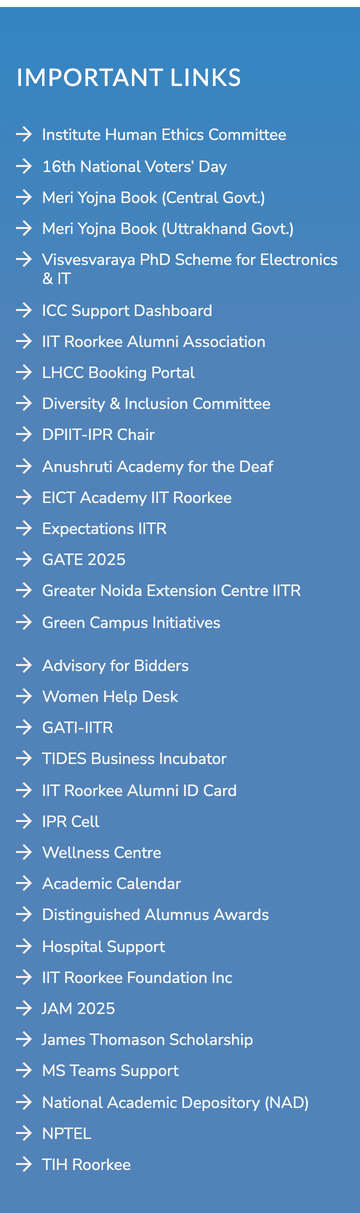 IMPORTANT LINKS
Institute Human Ethics Committee
16th National Voters' Day
Meri Yojna Book (Central Govt.)
Meri Yojna Book (Uttrakhand Govt.)
Visvesvaraya PhD Scheme for Electronics
& IT
ICC Support Dashboard
IIT Roorkee Alumni Association
LHCC Booking Portal
Diversity & Inclusion Committee
DPIIT-IPR Chair
Anushruti Academy for the Deaf
EICT Academy IIT Roorkee
Expectations IITR
GATE 2025
Greater Noida Extension Centre IITR
Green Campus Initiatives
Advisory for Bidders
Women Help Desk
GATI-IITR
TIDES Business Incubator
IIT Roorkee Alumni ID Card
IPR Cell
Wellness Centre
Academic Calendar
Distinguished Alumnus Awards
Hospital Support
IIT Roorkee Foundation Inc
JAM 2025
James Thomason Scholarship
MS Teams Support
National Academic Depository (NAD)
NPTEL
TIH Roorkee